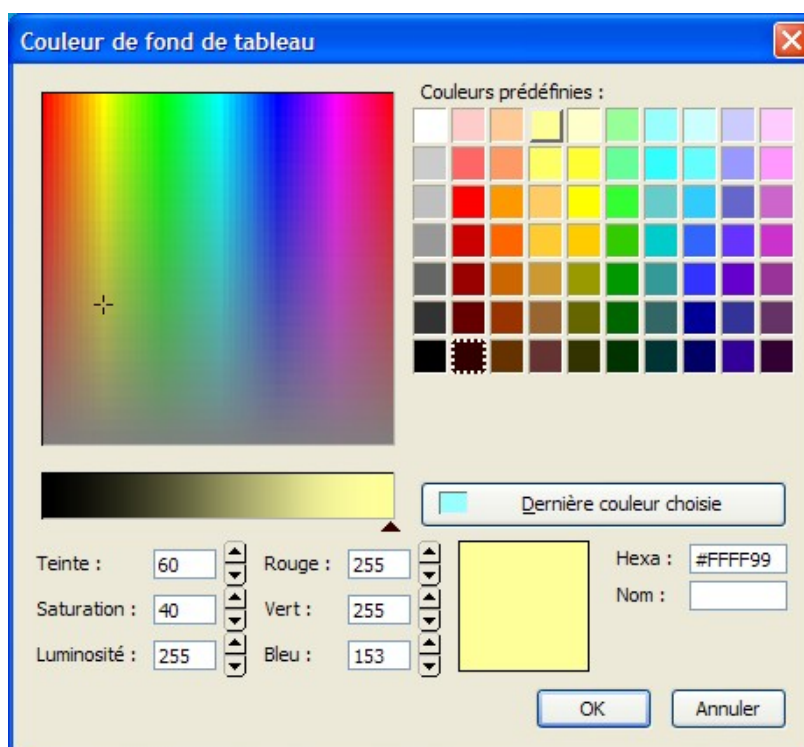 Couleur de fond de tableau
Couleurs prédéfinies :
Dernière couleur choisie
Teinte : 60 Rouge : 255 Hexa : #FFFF99
Saturation : 40 Vert : 255 Nom :
Luminosité : 255 Bleu : 153
OK Annuler